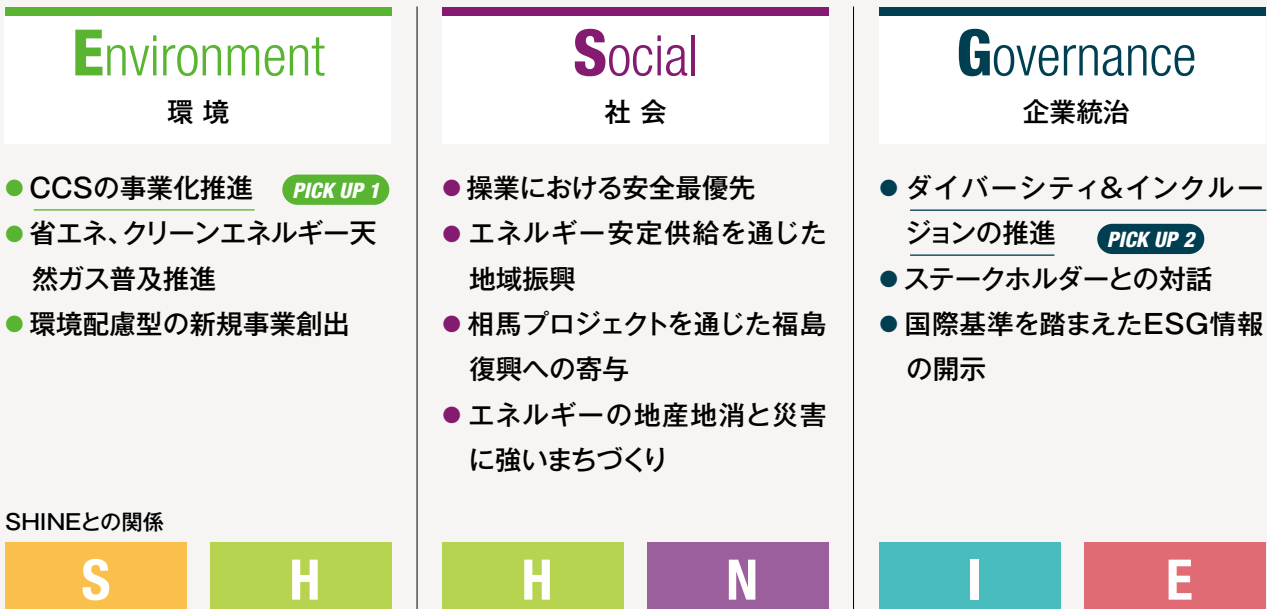 Environment
環 境
● CCSの事業化推進 PICK UP 1
● 省エネ、クリーンエネルギー天
然ガス普及推進
● 環境配慮型の新規事業創出
Social
社 会
● 操業における安全最優先
● エネルギー安定供給を通じた
地域振興
● 相馬プロジェクトを通じた福島
復興への寄与
● エネルギーの地産地消と災害
に強いまちづくり
Governance
企業統治
● ダイバーシティ&インクルー
ジョンの推進 PICK UP 2
● ステークホルダーとの対話
● 国際基準を踏まえたESG情報
の開示
SHINEとの関係
S H H N I E